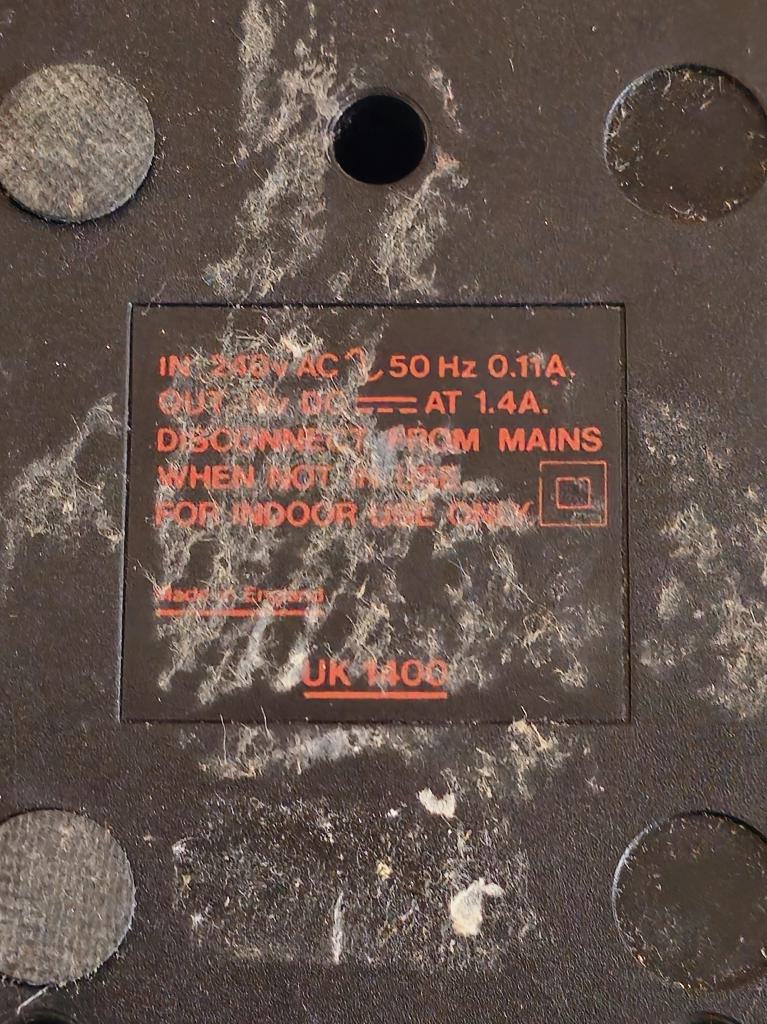 IN 240v AC ~ 50 Hz 0.11A.
OUT 9v DC ⎓ AT 1.4A.
DISCONNECT FROM MAINS
WHEN NOT IN USE.
FOR INDOOR USE ONLY
Made in England
UK 1400